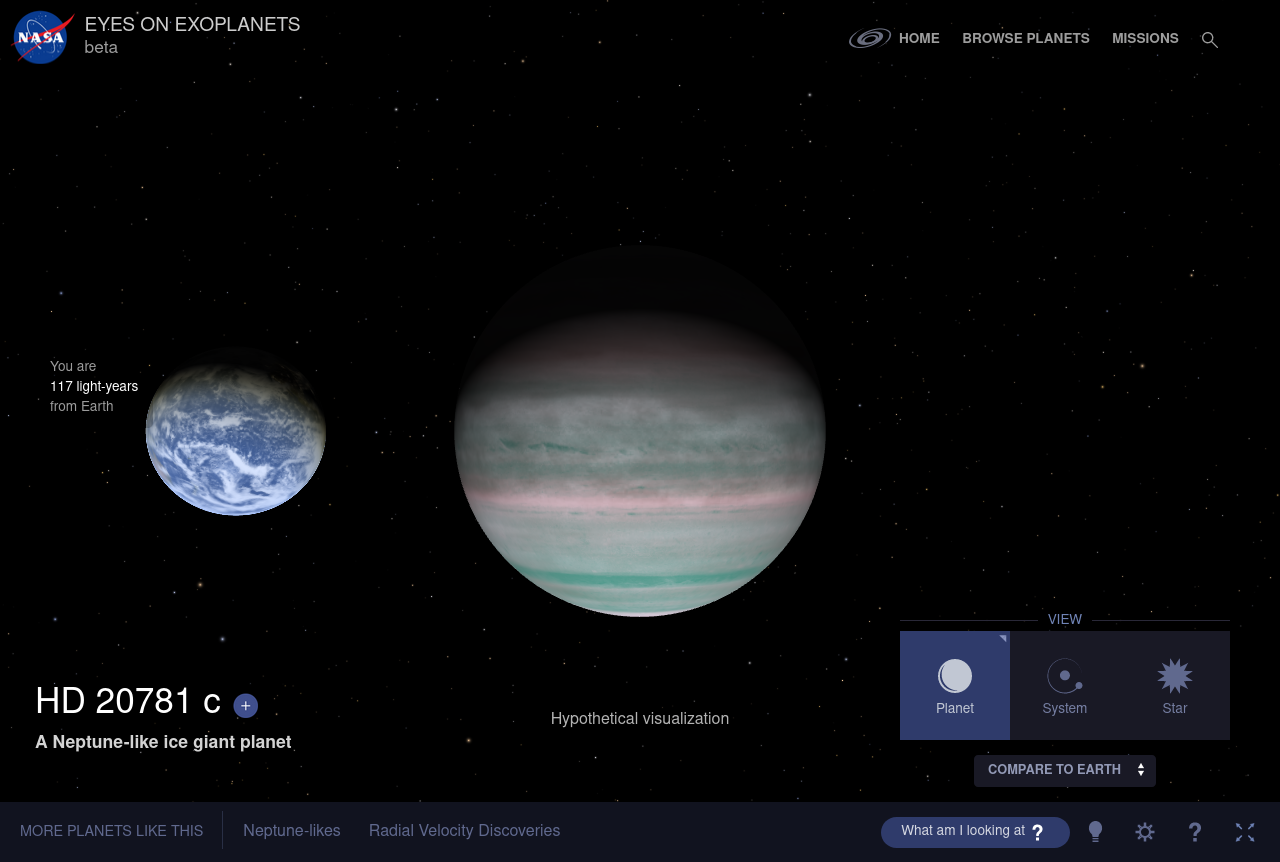 NASA
EYES ON EXOPLANETS
beta
HOME
BROWSE PLANETS
MISSIONS
You are
117 light-years
from Earth
HD 20781 c +
A Neptune-like ice giant planet
Hypothetical visualization
VIEW
Planet
System
Star
COMPARE TO EARTH
MORE PLANETS LIKE THIS
Neptune-likes
Radial Velocity Discoveries
What am I looking at ?
?